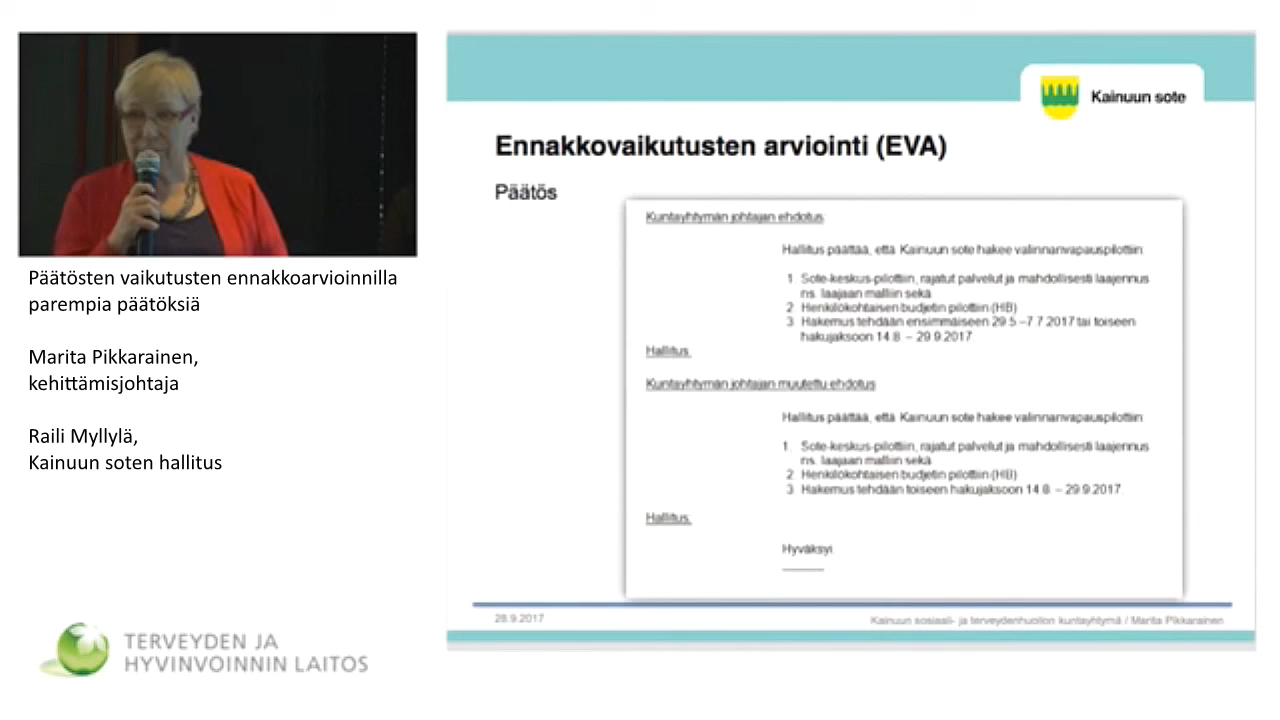 Päätösten vaikutusten ennakkoarvioinnilla
parempia päätöksiä
Marita Pikkarainen,
kehittämisjohtaja
Raili Myllylä,
Kainuun soten hallitus
TERVEYDEN JA
HYVINVOINNIN LAITOS
Kainuun sote
Ennakkovaikutusten arviointi (EVA)
Päätös
Kuntayhtymän johtajan ehdotus
Hallitus päättää, että Kainuun sote hakee valinnanvapauspilottiin
1 Sote-keskus-pilottiin, rajatut palvelut ja mahdollisesti laajennus
ns. laajaan malliin sekä
2 Henkilökohtaisen budjetin pilottiin (HB)
3 Hakemus tehdään ensimmäiseen 29.5 –7.7.2017 tai toiseen
hakujaksoon 14.8. – 29.9.2017
Hallitus:
Kuntayhtymän johtajan muutettu ehdotus
Hallitus päättää, että Kainuun sote hakee valinnanvapauspilottiin
1. Sote-keskus-pilottiin, rajatut palvelut ja mahdollisesti laajennus
ns. laajaan malliin sekä
2 Henkilökohtaisen budjetin pilottiin (HB)
3 Hakemus tehdään toiseen hakujaksoon 14.8. – 29.9.2017.
Hallitus:
Hyväksyi.
28.9.2017
Kainuun sosiaali- ja terveydenhuollon kuntayhtymä / Marita Pikkarainen